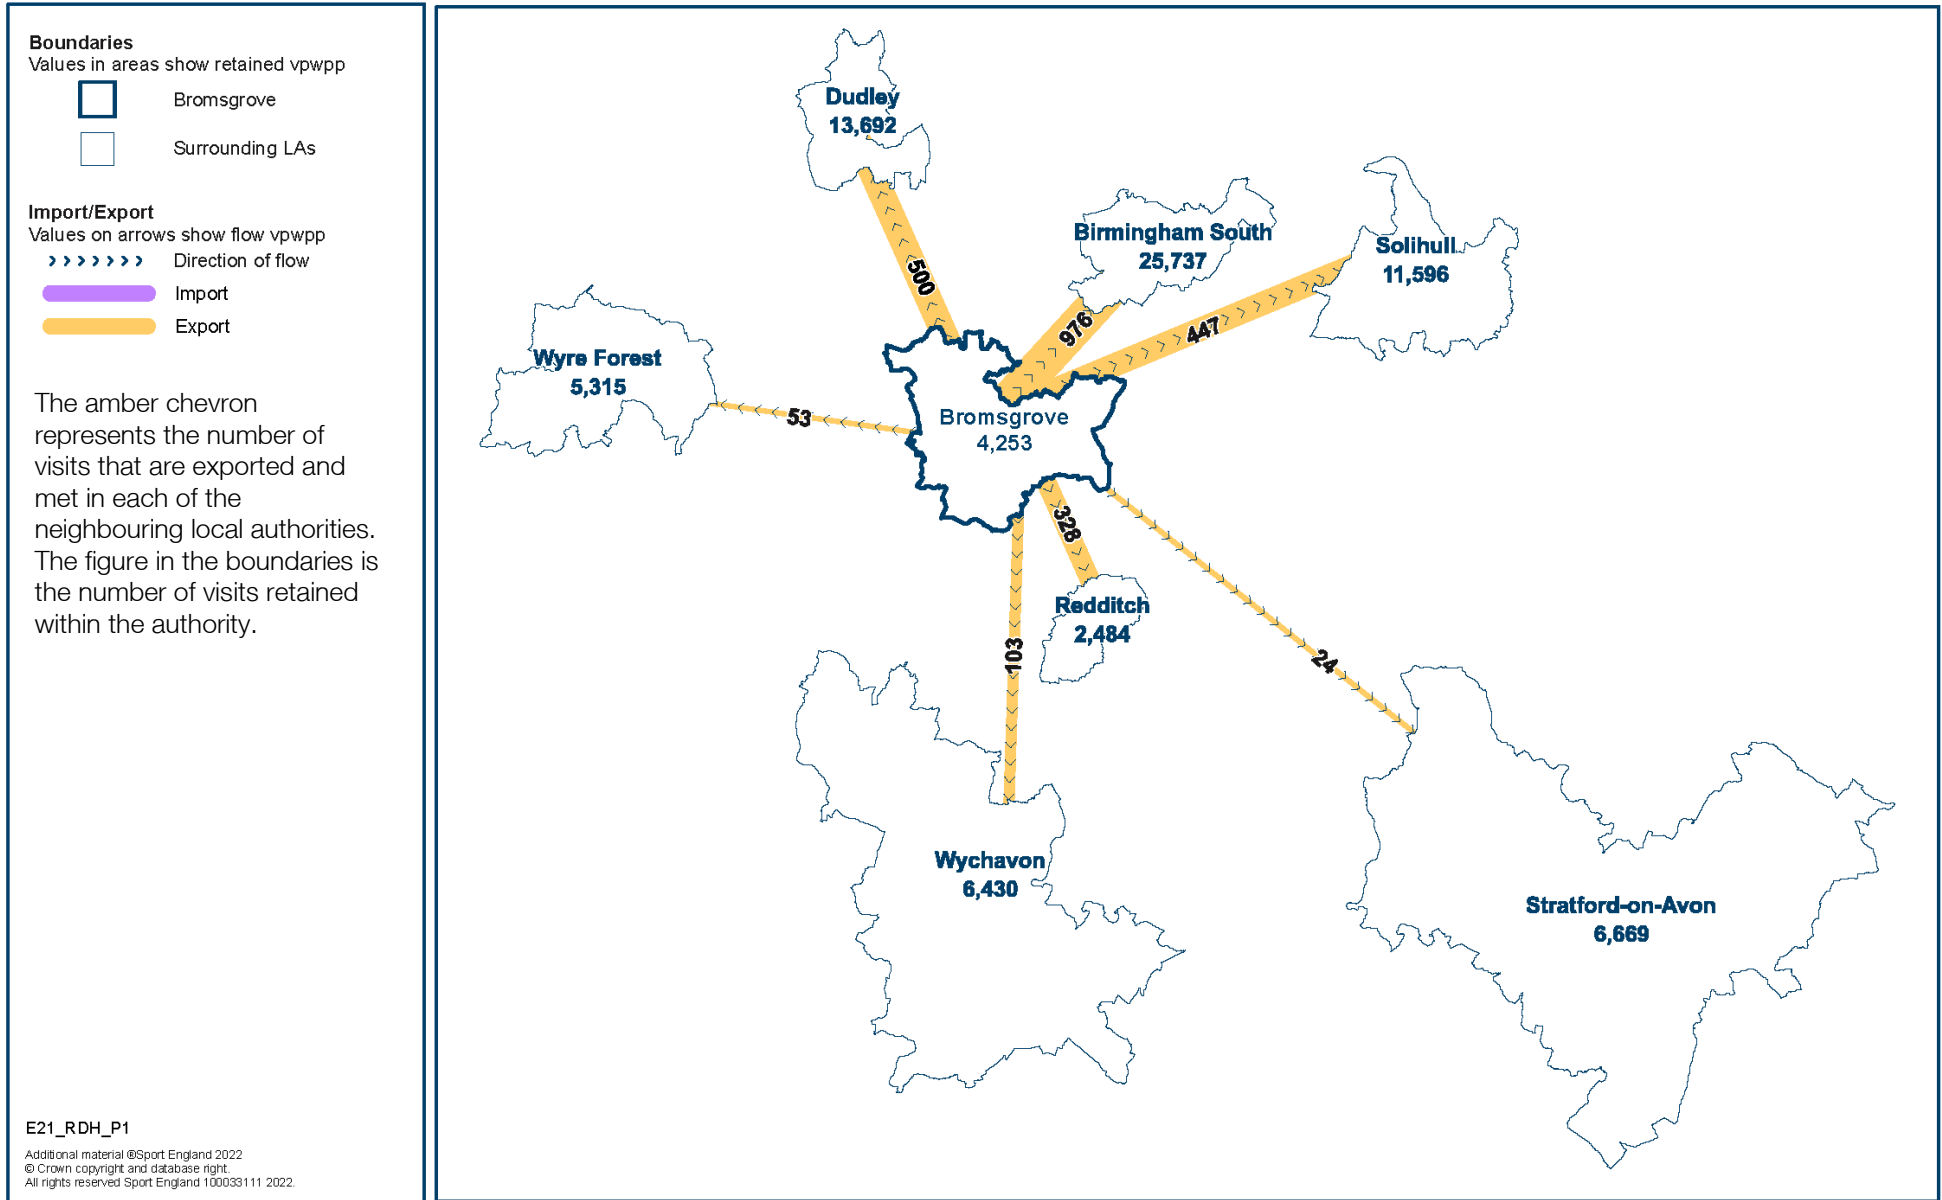 Boundaries
Values in areas show retained vpwpp
Bromsgrove
Surrounding LAs
Import/Export
Values on arrows show flow vpwpp
Direction of flow
Import
Export
The amber chevron
represents the number of
visits that are exported and
met in each of the
neighbouring local authorities.
The figure in the boundaries is
the number of visits retained
within the authority.
E21_RDH_P1
Additional material ®Sport England 2022
© Crown copyright and database right.
All rights reserved Sport England 100033111 2022.
Dudley
13,692
Birmingham South
25,737
Solihull
11,596
500
976
447
Wyre Forest
5,315
53
Bromsgrove
4,253
328
Redditch
2,484
103
24
Wychavon
6,430
Stratford-on-Avon
6,669